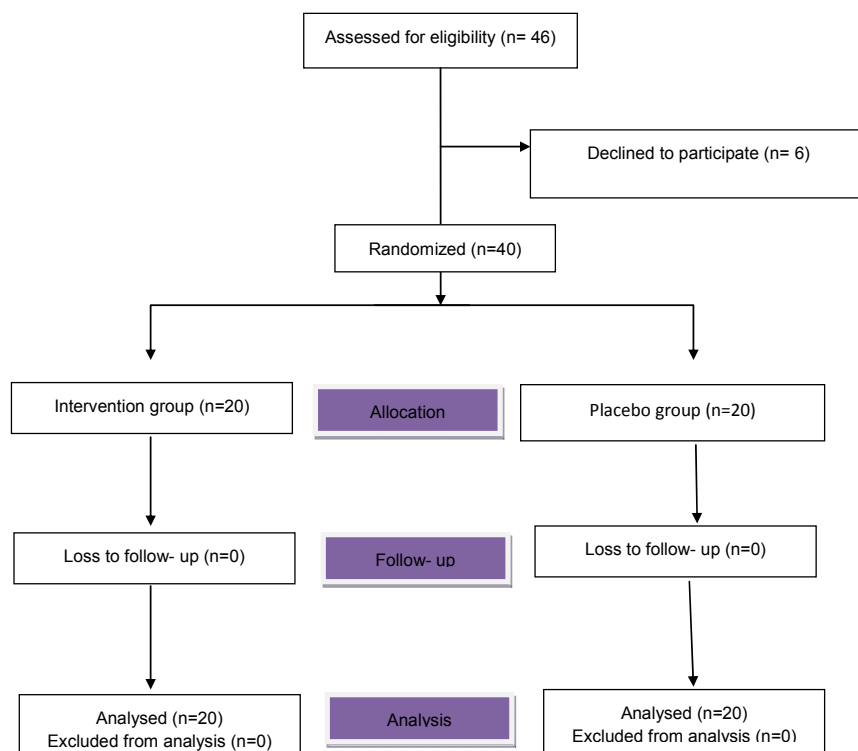 Assessed for eligibility (n= 46)
Declined to participate (n= 6)
Randomized (n=40)
Intervention group (n=20)
Allocation
Placebo group (n=20)
Loss to follow- up (n=0)
Follow- up
Loss to follow- up (n=0)
Analysed (n=20)
Excluded from analysis (n=0)
Analysis
Analysed (n=20)
Excluded from analysis (n=0)